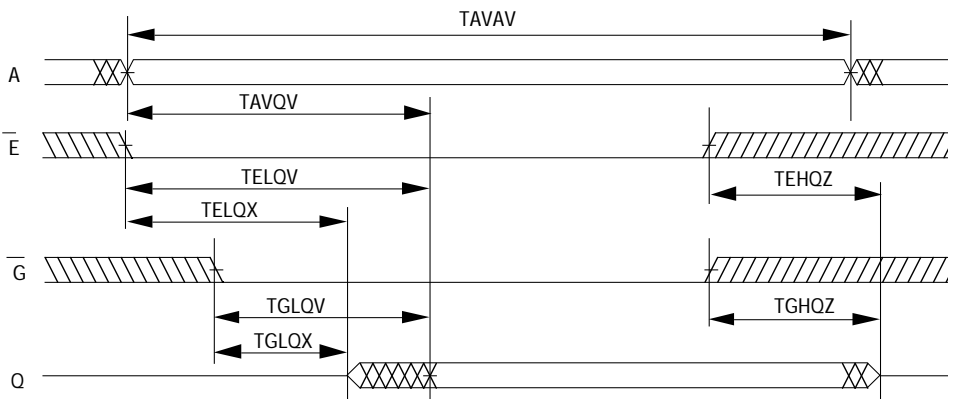 TAVAV
A
TAVQV
E̅
TELQV
TEHQZ
TELQX
G̅
TGLQV
TGHQZ
TGLQX
Q